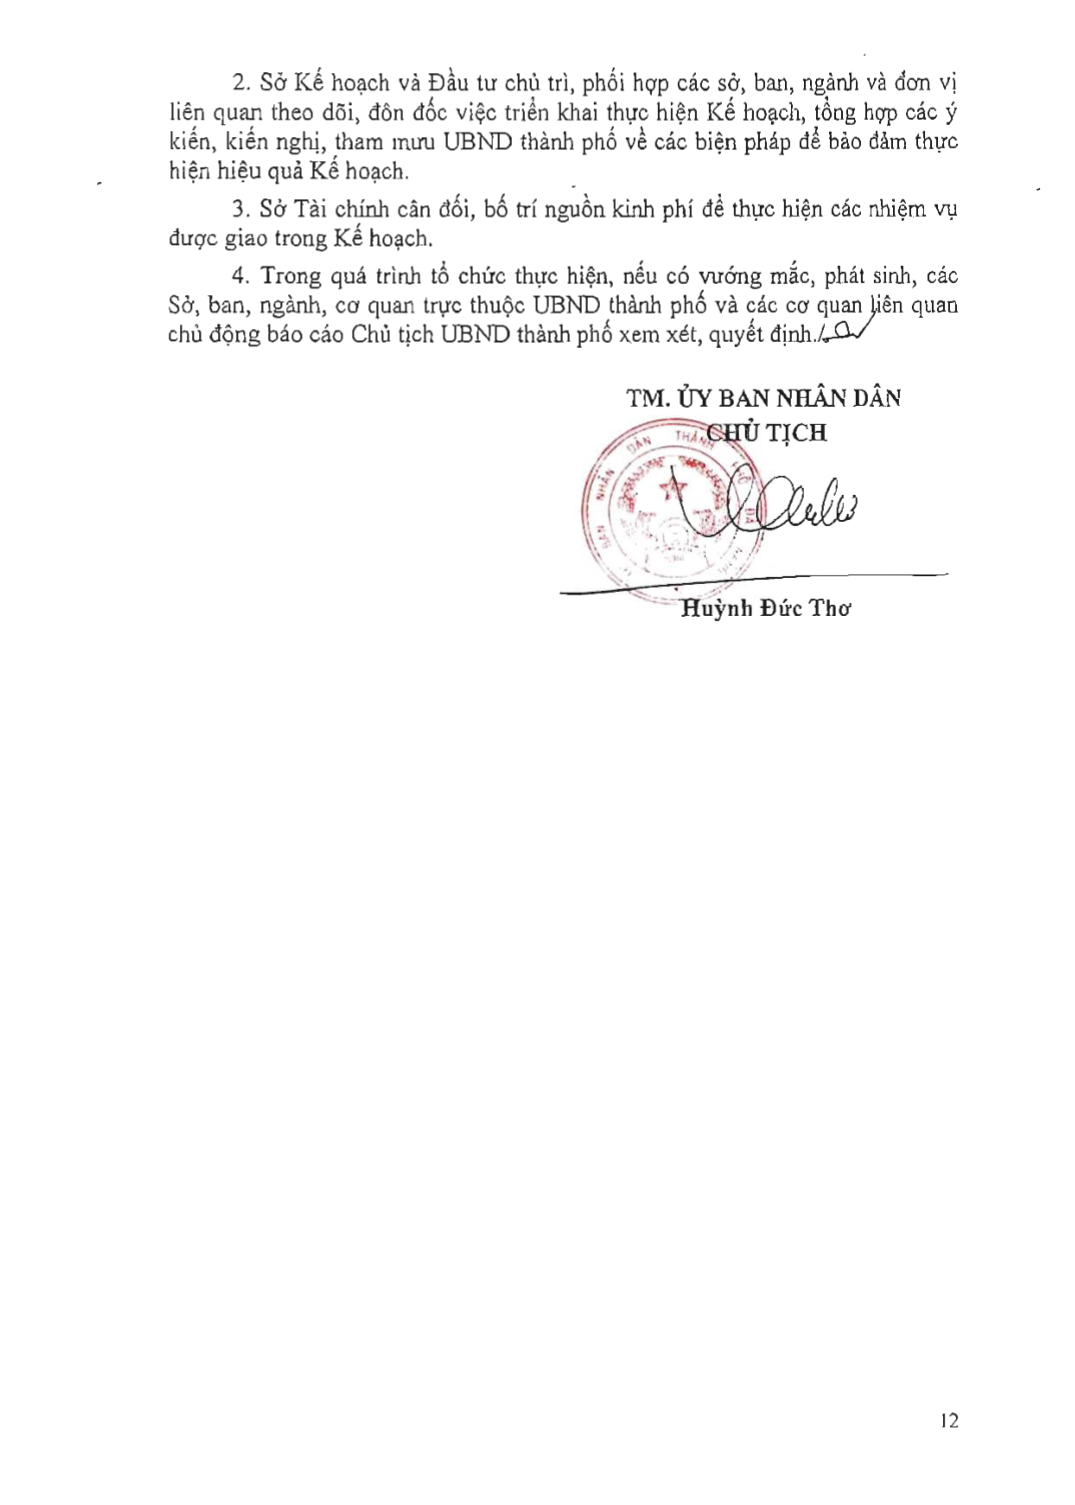 2. Sở Kế hoạch và Đầu tư chủ trì, phối hợp các sở, ban, ngành và đơn vị
liên quan theo dõi, đôn đốc việc triển khai thực hiện Kế hoạch, tổng hợp các ý
kiến, kiến nghị, tham mưu UBND thành phố về các biện pháp để bảo đảm thực
hiện hiệu quả Kế hoạch.
3. Sở Tài chính cân đối, bố trí nguồn kinh phí để thực hiện các nhiệm vụ
được giao trong Kế hoạch.
4. Trong quá trình tổ chức thực hiện, nếu có vướng mắc, phát sinh, các
Sở, ban, ngành, cơ quan trực thuộc UBND thành phố và các cơ quan liên quan
chủ động báo cáo Chủ tịch UBND thành phố xem xét, quyết định./.
TM. ỦY BAN NHÂN DÂN
CHỦ TỊCH
BAN NHÂN DÂN THÀNH PHỐ ĐÀ
Huỳnh Đức Thơ
12